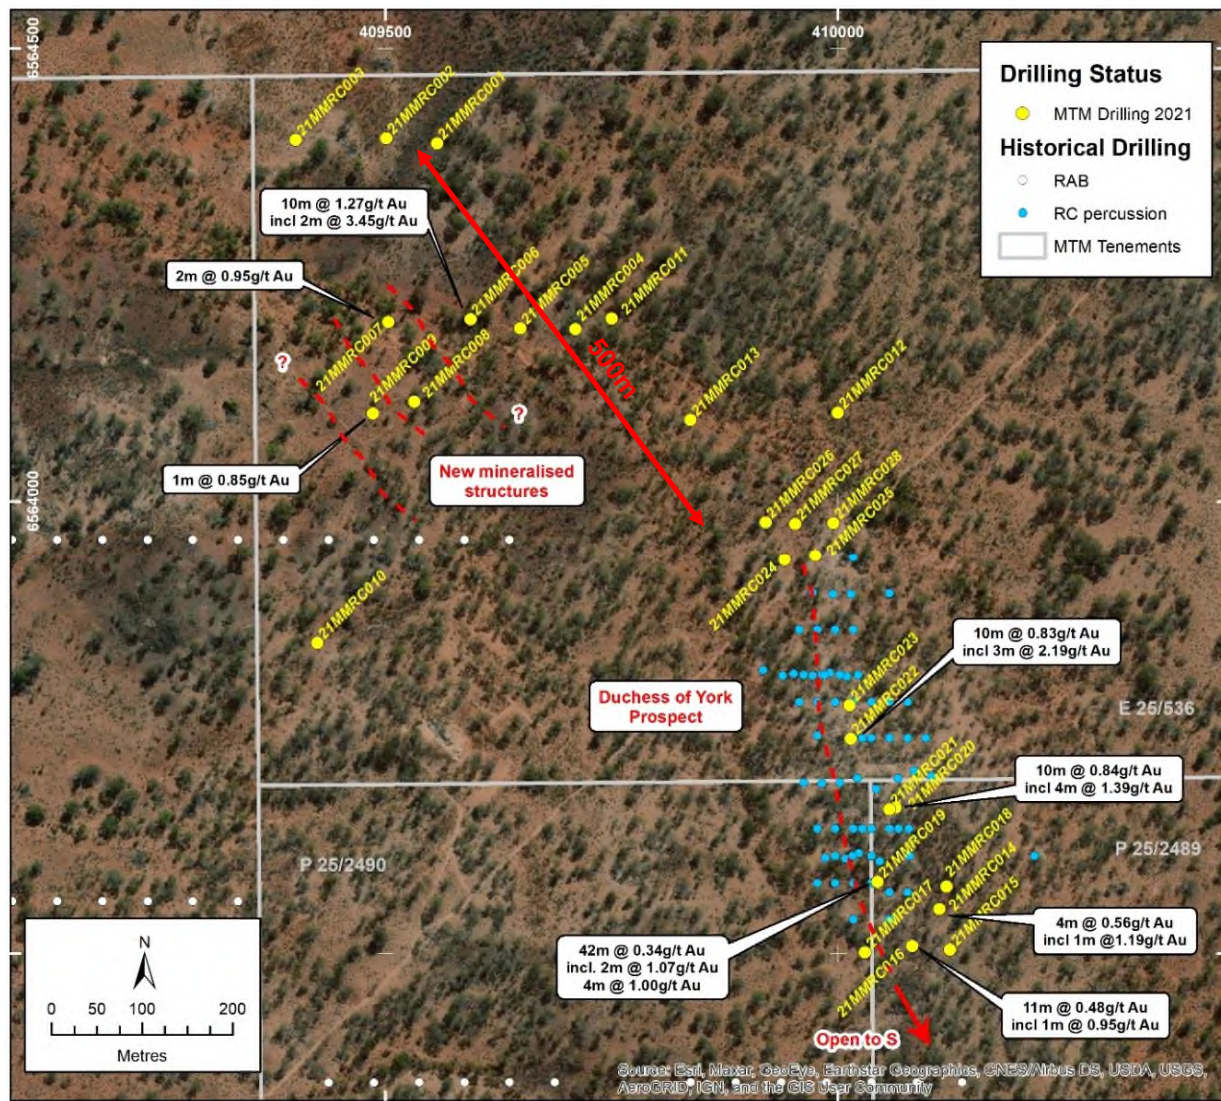 409500
410000
6564500
6564000
Drilling Status
MTM Drilling 2021
Historical Drilling
RAB
RC percussion
MTM Tenements
21MMRC003
21MMRC002
21MMRC001
10m @ 1.27g/t Au
incl 2m @ 3.45g/t Au
2m @ 0.95g/t Au
21MMRC006
21MMRC005
21MMRC004
21MMRC011
21MMRC007
21MMRC009
21MMRC008
?
?
500m
21MMRC013
21MMRC012
1m @ 0.85g/t Au
New mineralised
structures
21MMRC026
21MMRC027
21MMRC028
21MMRC025
21MMRC024
21MMRC010
10m @ 0.83g/t Au
incl 3m @ 2.19g/t Au
21MMRC023
21MMRC022
Duchess of York
Prospect
E 25/536
21MMRC021
21MMRC020
10m @ 0.84g/t Au
incl 4m @ 1.39g/t Au
P 25/2490
P 25/2489
21MMRC019
21MMRC018
21MMRC014
21MMRC015
21MMRC017
21MMRC016
4m @ 0.56g/t Au
incl 1m @1.19g/t Au
42m @ 0.34g/t Au
incl. 2m @ 1.07g/t Au
4m @ 1.00g/t Au
11m @ 0.48g/t Au
incl 1m @ 0.95g/t Au
Open to S
N
0 50 100 200
Metres
Source: Esri, Maxar, GeoEye, Earthstar Geographics, CNES/Airbus DS, USDA, USGS,
AeroGRID, IGN, and the GIS User Community